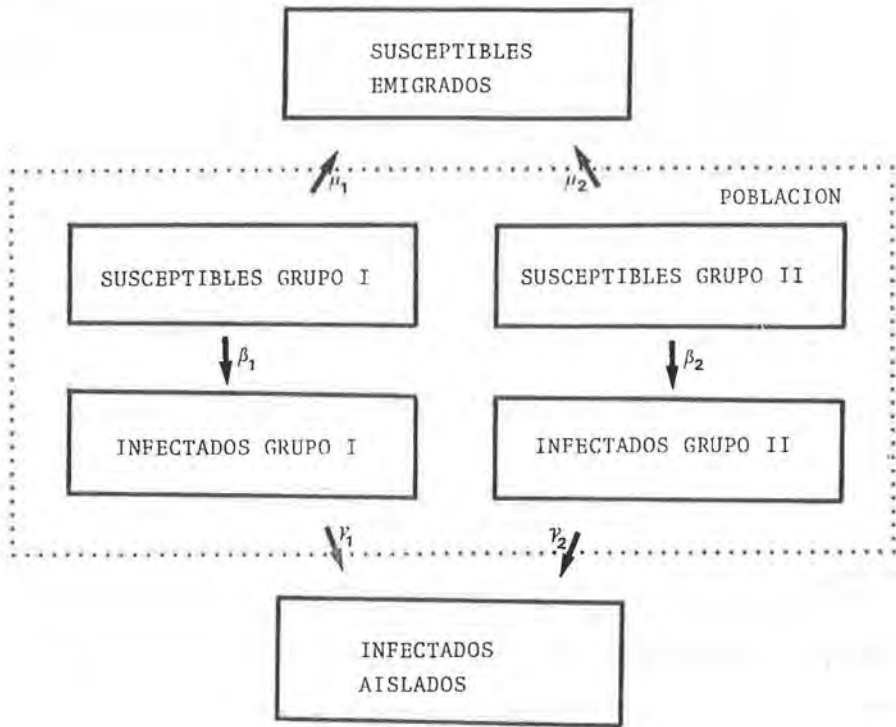 SUSCEPTIBLES
EMIGRADOS
μ1
μ2
POBLACION
SUSCEPTIBLES GRUPO I
SUSCEPTIBLES GRUPO II
β1
β2
INFECTADOS GRUPO I
INFECTADOS GRUPO II
γ1
γ2
INFECTADOS
AISLADOS